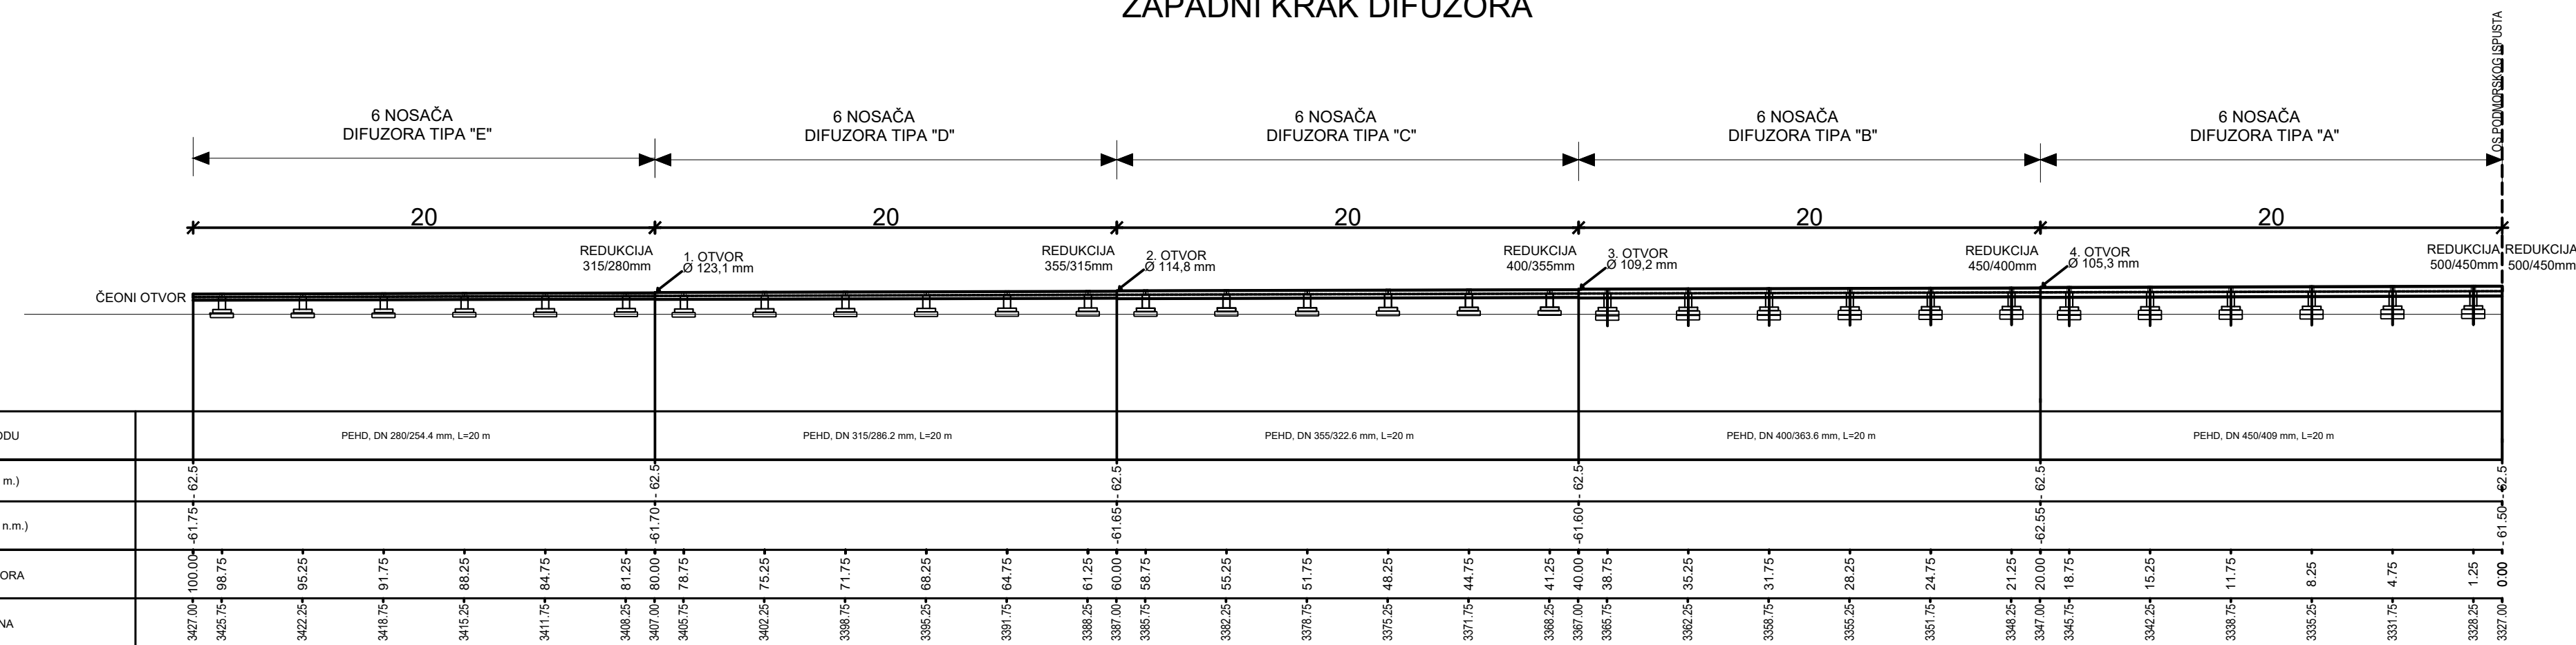 ZAPADNI KRAK DIFUZORA
OS PODMORSKOG ISPUSTA
6 NOSAČA
DIFUZORA TIPA "E"
6 NOSAČA
DIFUZORA TIPA "D"
6 NOSAČA
DIFUZORA TIPA "C"
6 NOSAČA
DIFUZORA TIPA "B"
6 NOSAČA
DIFUZORA TIPA "A"
20 20 20 20 20
REDUKCIJA
315/280mm
1. OTVOR
Ø 123,1 mm
REDUKCIJA
355/315mm
2. OTVOR
Ø 114,8 mm
REDUKCIJA
400/355mm
3. OTVOR
Ø 109,2 mm
REDUKCIJA
450/400mm
4. OTVOR
Ø 105,3 mm
REDUKCIJA
500/450mm
REDUKCIJA
500/450mm
ČEONI OTVOR
ODU
PEHD, DN 280/254.4 mm, L=20 m
PEHD, DN 315/286.2 mm, L=20 m
PEHD, DN 355/322.6 mm, L=20 m
PEHD, DN 400/363.6 mm, L=20 m
PEHD, DN 450/409 mm, L=20 m
m.)
- 62.5 - 62.5 - 62.5 - 62.5 - 62.5 - 62.5
n.m.)
-61.75 -61.70 -61.65 -61.60 -62.55 - 61.50
ORA
100.00 98.75 95.25 91.75 88.25 84.75 81.25 80.00 78.75 75.25 71.75 68.25 64.75 61.25 60.00 58.75 55.25 51.75 48.25 44.75 41.25 40.00 38.75 35.25 31.75 28.25 24.75 21.25 20.00 18.75 15.25 11.75 8.25 4.75 1.25 0.00
NA
3427.00 3425.75 3422.25 3418.75 3415.25 3411.75 3408.25 3407.00 3405.75 3402.25 3398.75 3395.25 3391.75 3388.25 3387.00 3385.75 3382.25 3378.75 3375.25 3371.75 3368.25 3367.00 3365.75 3362.25 3358.75 3355.25 3351.75 3348.25 3347.00 3345.75 3342.25 3338.75 3335.25 3331.75 3328.25 3327.00